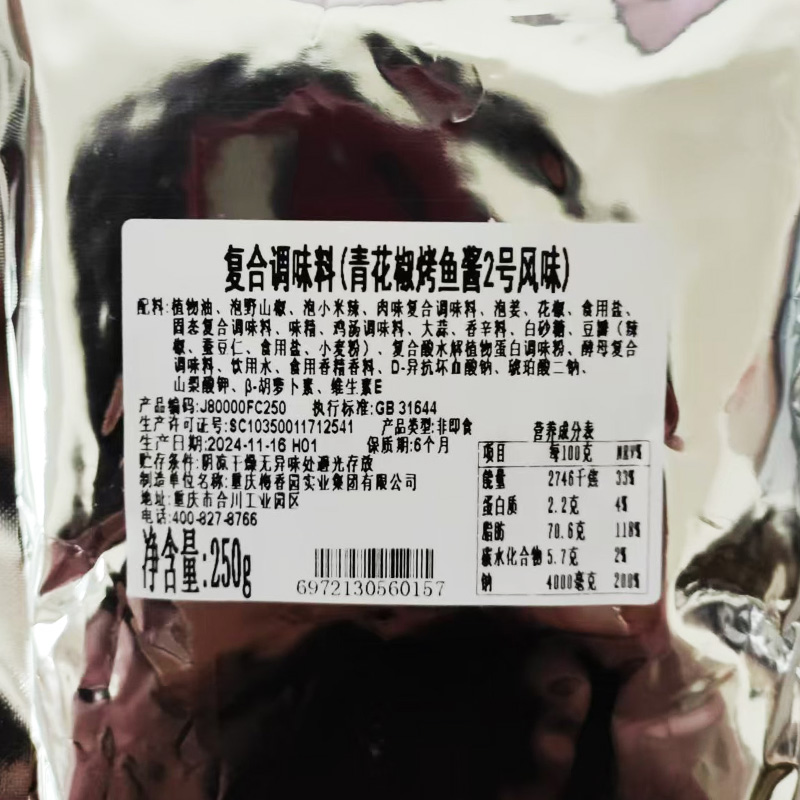 复合调味料(青花椒烤鱼酱2号风味)
配料:植物油、泡野山椒、泡小米辣、肉味复合调味料、泡姜、花椒、食用盐、
固态复合调味料、味精、鸡汤调味料、大蒜、香辛料、白砂糖、豆瓣(辣
椒、蚕豆仁、食用盐、小麦粉)、复合酸水解植物蛋白调味粉、酵母复合
调味料、饮用水、食用香精香料、D-异抗坏血酸钠、琥珀酸二钠、
山梨酸钾、β-胡萝卜素、维生素E
产品编码:J80000FC250 执行标准:GB 31644
生产许可证号:SC10350011712541 产品类型:非即食
生产日期:2024-11-16 H01 保质期:6个月
贮存条件:阴凉干燥无异味处避光存放
制造单位名称:重庆梅香园实业集团有限公司
地址:重庆市合川工业园区
电话:400-827-8766
净含量:250g
6972130560157
营养成分表
项目 每100克 NRV%
能量 2746千焦 33%
蛋白质 2.2克 4%
脂肪 70.6克 118%
碳水化合物 5.7克 2%
钠 4000毫克 200%